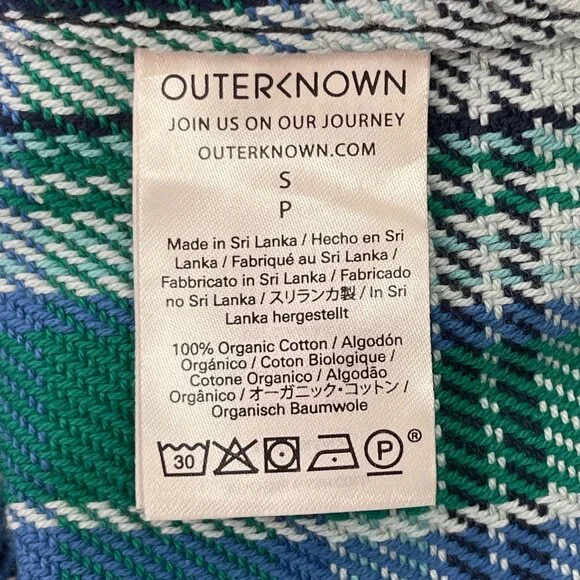 OUTERKNOWN
JOIN US ON OUR JOURNEY
OUTERKNOWN.COM
S
P
Made in Sri Lanka / Hecho en Sri
Lanka / Fabriqué au Sri Lanka /
Fabbricato in Sri Lanka / Fabricado
no Sri Lanka / スリランカ製 / In Sri
Lanka hergestellt
100% Organic Cotton / Algodón
Orgánico / Coton Biologique /
Cotone Organico / Algodão
Orgânico / オーガニック・コットン /
Organisch Baumwole
30 P ®